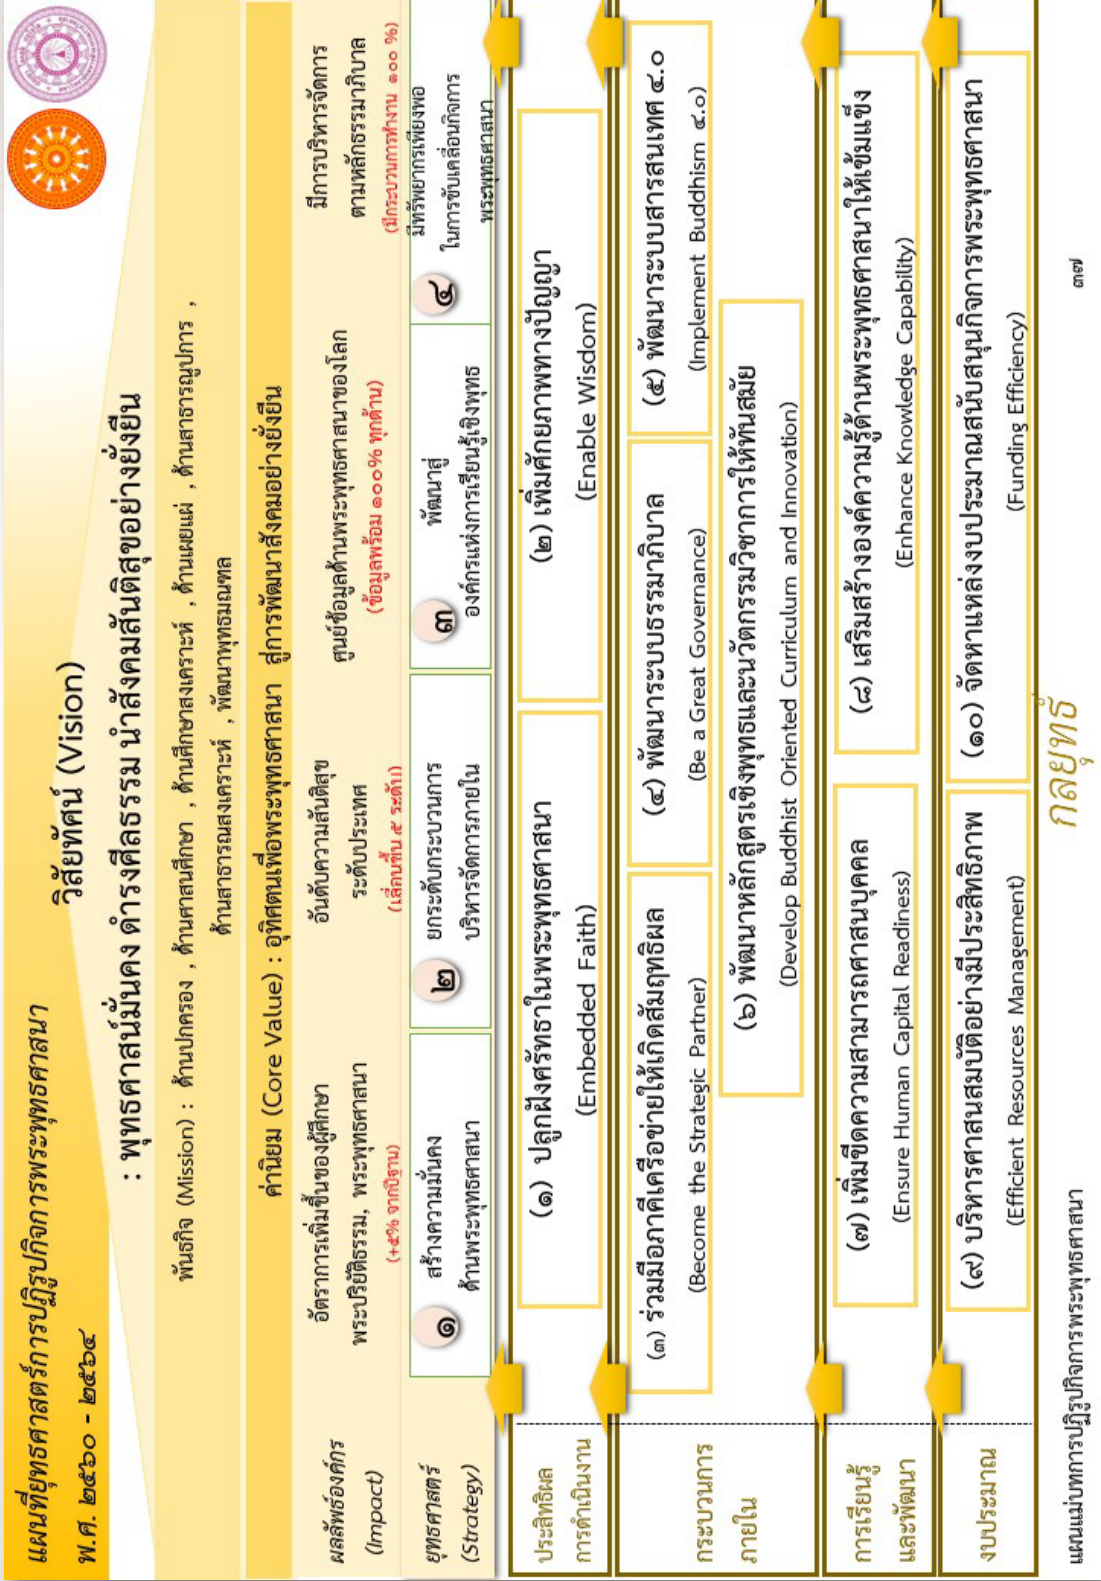 แผนที่ยุทธศาสตร์การปฏิรูปกิจการพระพุทธศาสนา
พ.ศ. ๒๕๖๐ - ๒๕๖๔
วิสัยทัศน์ (Vision)
: พุทธศาสน์มั่นคง ดำรงศีลธรรม นำสังคมสันติสุขอย่างยั่งยืน
พันธกิจ (Mission) : ด้านปกครอง , ด้านศาสนศึกษา , ด้านศึกษาสงเคราะห์ , ด้านเผยแผ่ , ด้านสาธารณูปการ ,
ด้านสาธารณสงเคราะห์ , พัฒนาพุทธมณฑล
ค่านิยม (Core Value) : อุทิศตนเพื่อพระพุทธศาสนา สู่การพัฒนาสังคมอย่างยั่งยืน
ผลลัพธ์องค์กร
(Impact)
อัตราการเพิ่มขึ้นของผู้ศึกษา
พระปริยัติธรรม, พระพุทธศาสนา
(+๕% จากปีฐาน)
อันดับความสันติสุข
ระดับประเทศ
(เลื่อนขึ้น ๕ ระดับ)
ศูนย์ข้อมูลด้านพระพุทธศาสนาของโลก
(ข้อมูลพร้อม ๑๐๐% ทุกด้าน)
มีการบริหารจัดการ
ตามหลักธรรมาภิบาล
(มีกระบวนการทำงาน ๑๐๐ %)
ยุทธศาสตร์
(Strategy)
๑
สร้างความมั่นคง
ด้านพระพุทธศาสนา
๒
ยกระดับกระบวนการ
บริหารจัดการภายใน
๓
พัฒนาสู่
องค์กรแห่งการเรียนรู้เชิงพุทธ
๔
มีทรัพยากรเพียงพอ
ในการขับเคลื่อนกิจการ
พระพุทธศาสนา
ประสิทธิผล
การดำเนินงาน
(๑) ปลูกฝังศรัทธาในพระพุทธศาสนา
(Embedded Faith)
(๒) เพิ่มศักยภาพทางปัญญา
(Enable Wisdom)
กระบวนการ
ภายใน
(๓) ร่วมมือภาคีเครือข่ายให้เกิดสัมฤทธิผล
(Become the Strategic Partner)
(๔) พัฒนาระบบธรรมาภิบาล
(Be a Great Governance)
(๕) พัฒนาระบบสารสนเทศ ๔.๐
(Implement Buddhism ๔.๐)
(๖) พัฒนาหลักสูตรเชิงพุทธและนวัตกรรมวิชาการให้ทันสมัย
(Develop Buddhist Oriented Curriculum and Innovation)
การเรียนรู้
และพัฒนา
(๗) เพิ่มขีดความสามารถศาสนบุคคล
(Ensure Human Capital Readiness)
(๘) เสริมสร้างองค์ความรู้ด้านพระพุทธศาสนาให้เข้มแข็ง
(Enhance Knowledge Capability)
งบประมาณ
(๙) บริหารศาสนสมบัติอย่างมีประสิทธิภาพ
(Efficient Resources Management)
(๑๐) จัดหาแหล่งงบประมาณสนับสนุนกิจการพระพุทธศาสนา
(Funding Efficiency)
กลยุทธ์
แผนแม่บทการปฏิรูปกิจการพระพุทธศาสนา
๓๗